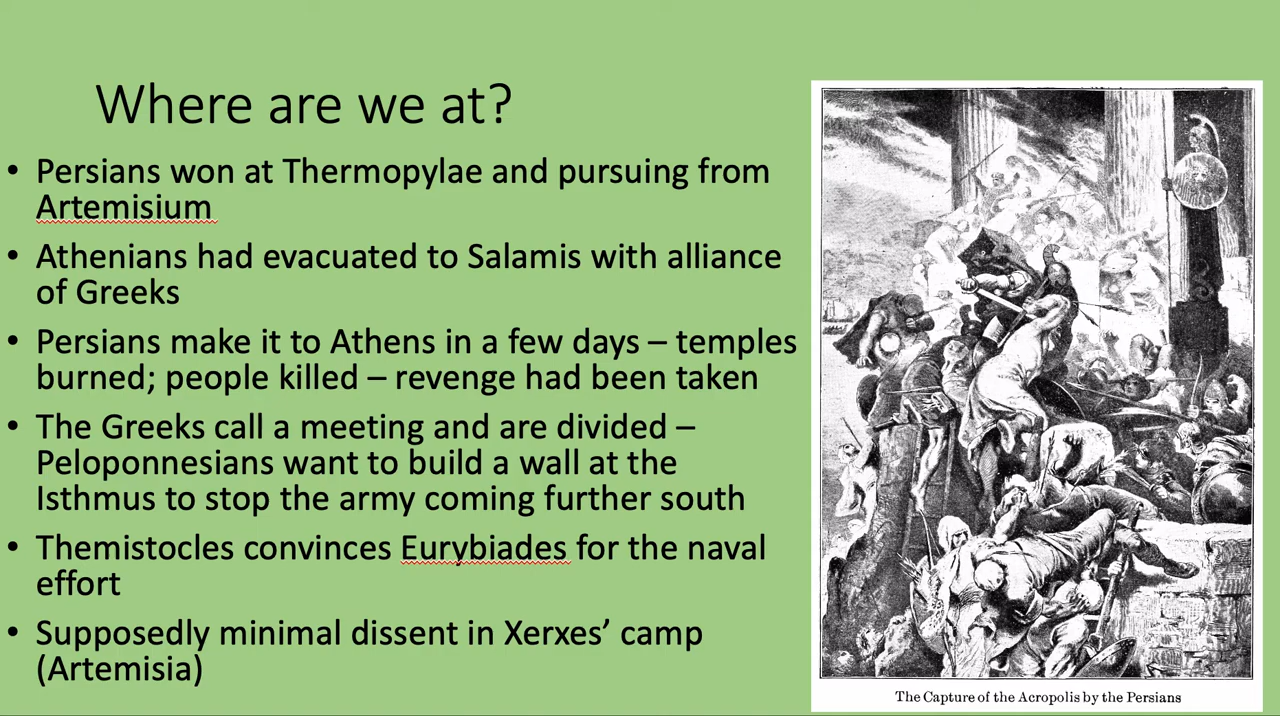 Where are we at?
• Persians won at Thermopylae and pursuing from
Artemisium
• Athenians had evacuated to Salamis with alliance
of Greeks
• Persians make it to Athens in a few days – temples
burned; people killed – revenge had been taken
• The Greeks call a meeting and are divided –
Peloponnesians want to build a wall at the
Isthmus to stop the army coming further south
• Themistocles convinces Eurybiades for the naval
effort
• Supposedly minimal dissent in Xerxes’ camp
(Artemisia)
The Capture of the Acropolis by the Persians